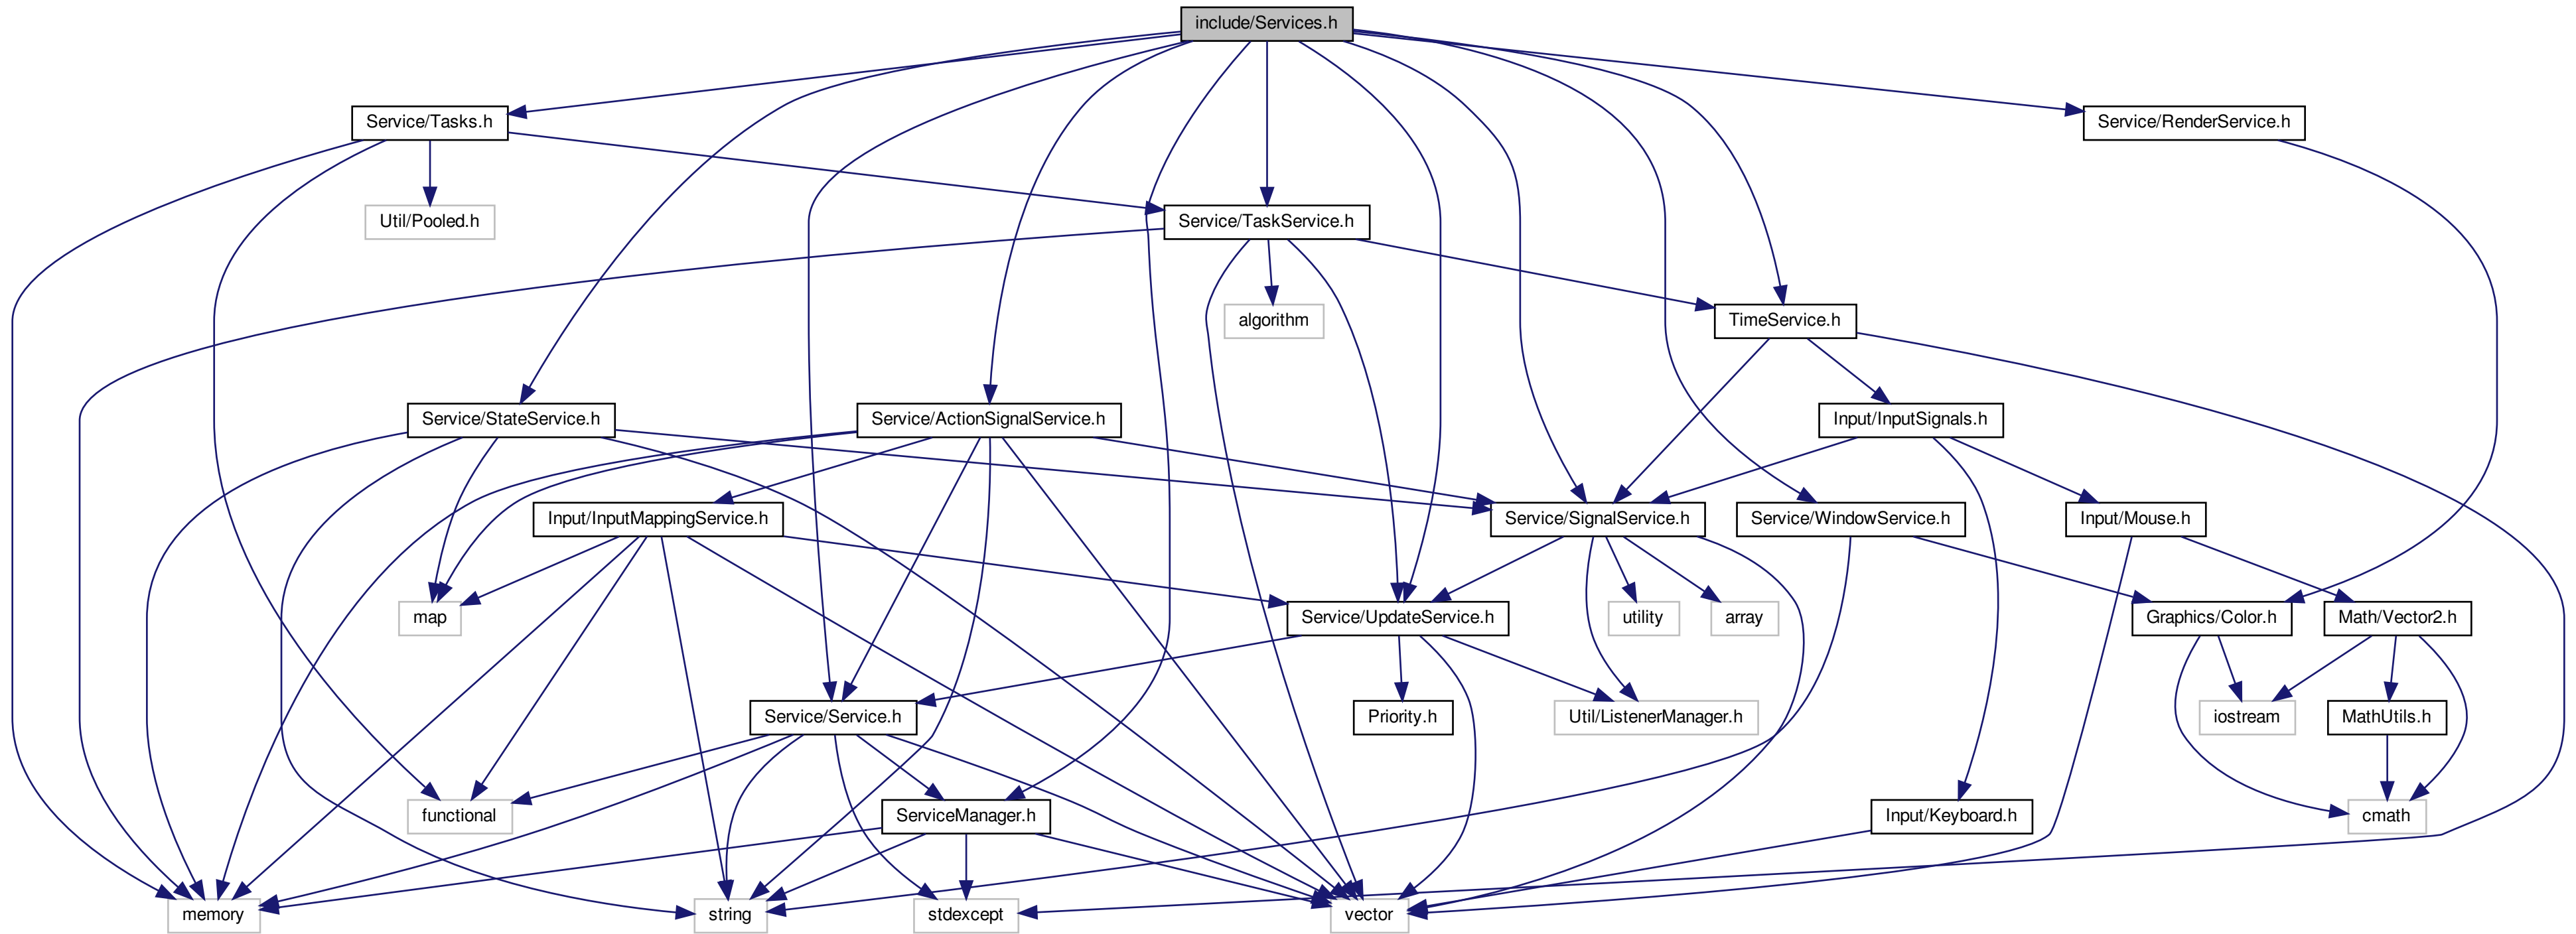 include/Services.h
Service/Tasks.h
Service/RenderService.h
Util/Pooled.h
Service/TaskService.h
algorithm
TimeService.h
Service/StateService.h
Service/ActionSignalService.h
Input/InputSignals.h
Input/InputMappingService.h
Service/SignalService.h
Service/WindowService.h
Input/Mouse.h
map
Service/UpdateService.h
utility
array
Graphics/Color.h
Math/Vector2.h
Service/Service.h
Priority.h
Util/ListenerManager.h
iostream
MathUtils.h
functional
ServiceManager.h
Input/Keyboard.h
cmath
memory
string
stdexcept
vector